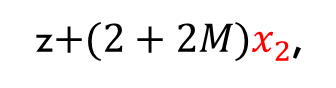 z+(2 + 2M)x₂,